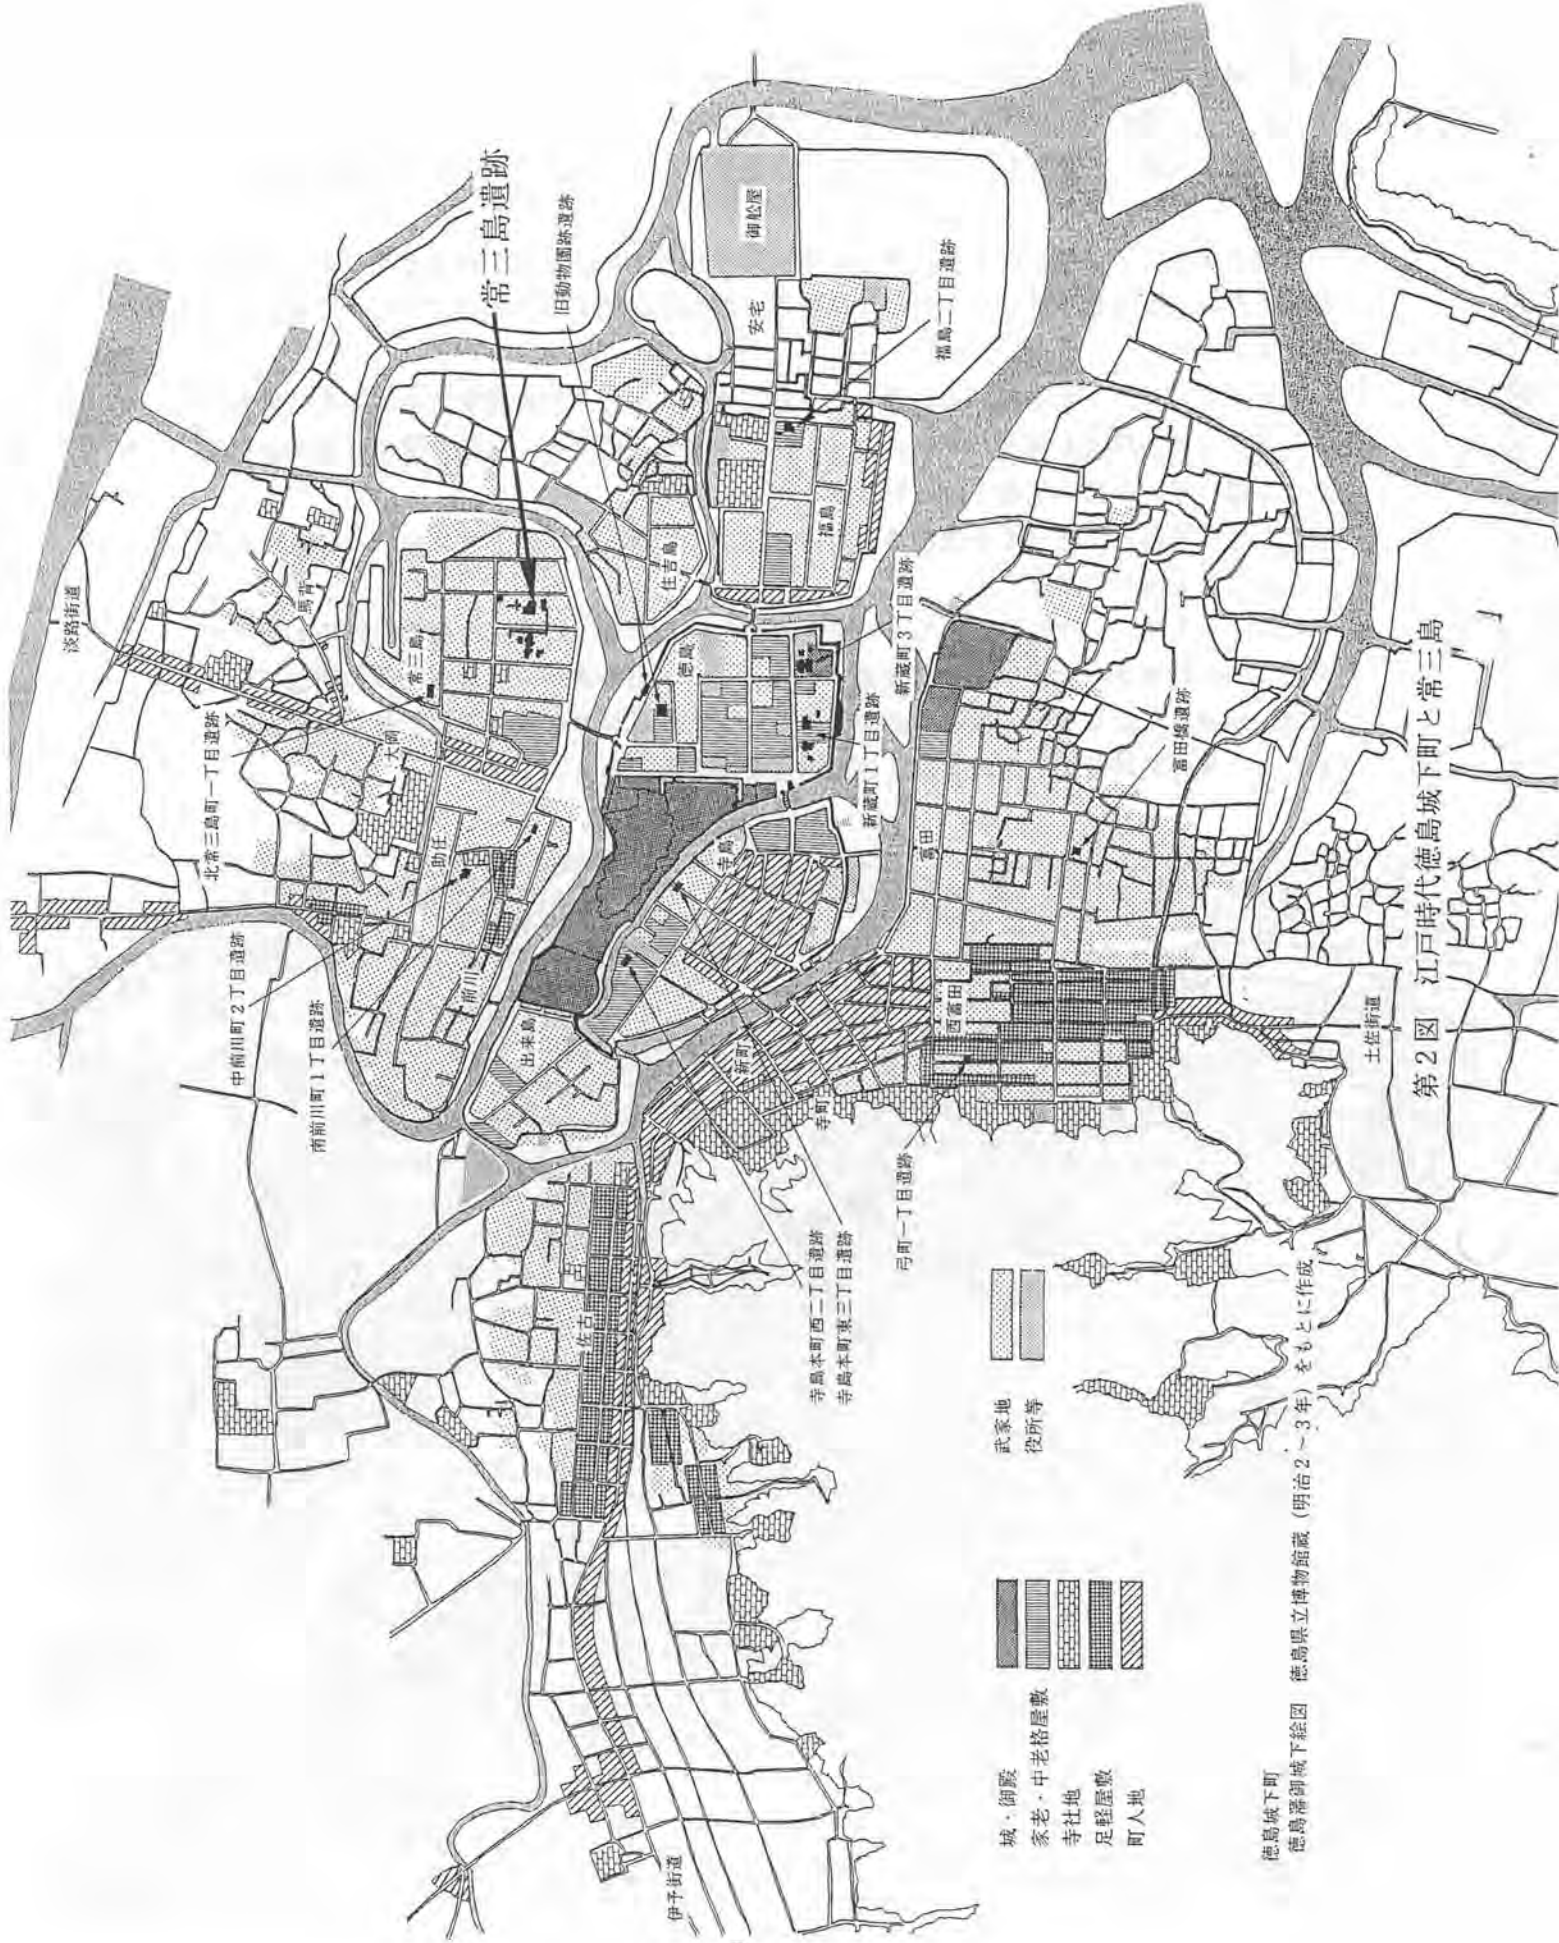 淡路街道
常三島遺跡
旧動物園跡遺跡
御舩屋
安宅
福島二丁目遺跡
馬背
常三島
住吉島
福島
北常三島町一丁目遺跡
大岡
徳島
新蔵町3丁目遺跡
助任
新蔵町1丁目遺跡
富田
富田橋遺跡
中前川町2丁目遺跡
南前川町1丁目遺跡
前川
寺島
出来島
新町
西富田
寺町
弓町一丁目遺跡
土佐街道
佐古
寺島本町西二丁目遺跡
寺島本町東三丁目遺跡
伊予街道
城・御殿
家老・中老格屋敷
寺社地
足軽屋敷
町人地
武家地
役所等
徳島城下町
徳島藩御城下絵図 徳島県立博物館蔵(明治2~3年)をもとに作成
第2図 江戸時代徳島城下町と常三島